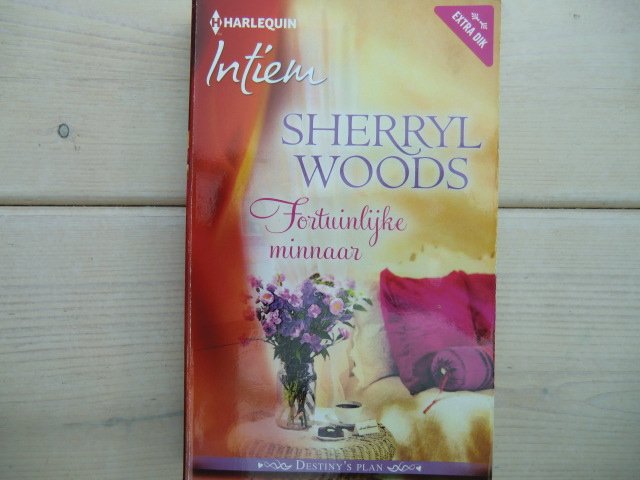 HARLEQUIN
Intiem
EXTRA DIK
SHERRYL
WOODS
Fortuinlijke
minnaar
DESTINY'S PLAN